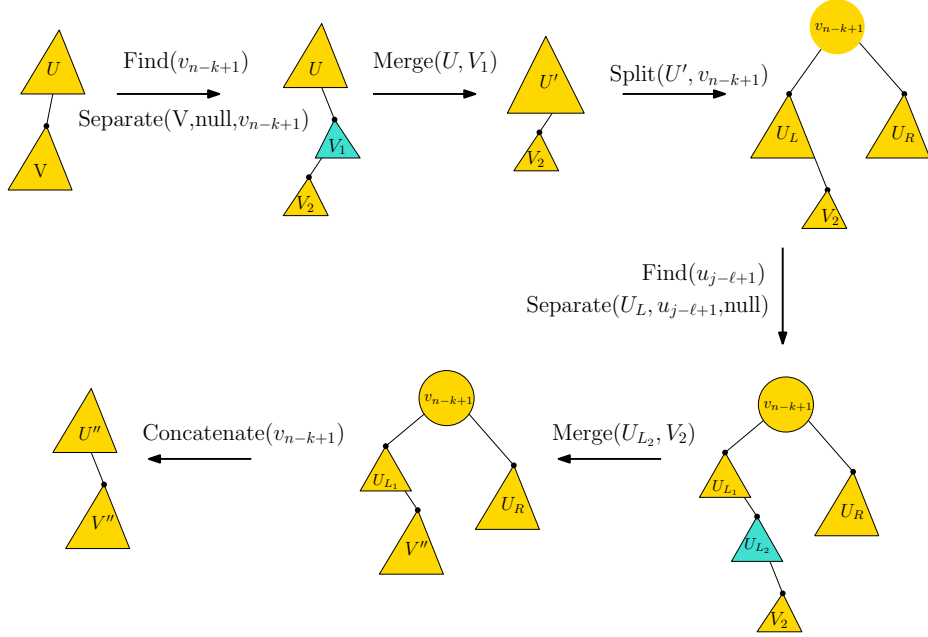 U
V
Find(v_{n−k+1})
Separate(V,null,v_{n−k+1})
U
V_1
V_2
Merge(U, V_1)
U′
V_2
Split(U′, v_{n−k+1})
v_{n−k+1}
U_L
U_R
V_2
Find(u_{j−ℓ+1})
Separate(U_L, u_{j−ℓ+1},null)
v_{n−k+1}
U_{L_1}
U_R
U_{L_2}
V_2
Merge(U_{L_2}, V_2)
v_{n−k+1}
U_{L_1}
U_R
V″
Concatenate(v_{n−k+1})
U″
V″